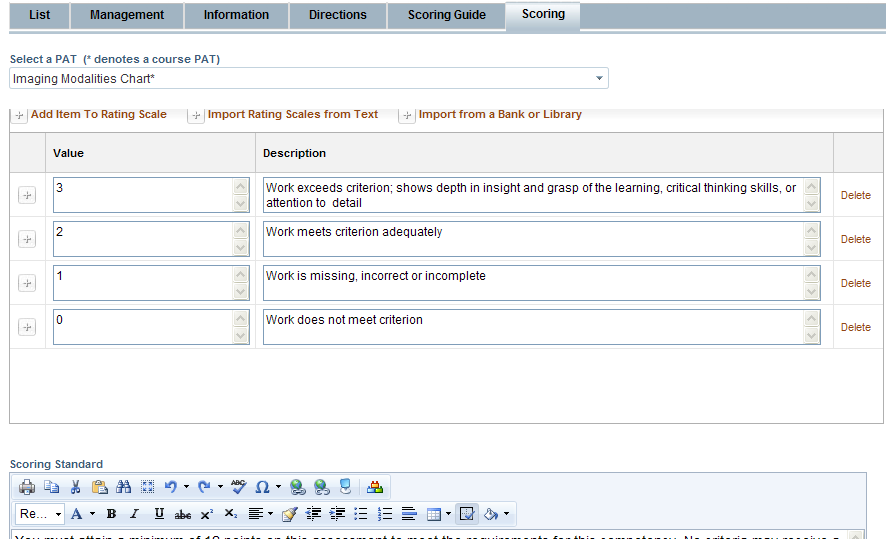 List Management Information Directions Scoring Guide Scoring
Select a PAT (* denotes a course PAT)
Imaging Modalities Chart*
Add Item To Rating Scale Import Rating Scales from Text Import from a Bank or Library
Value Description
3 Work exceeds criterion; shows depth in insight and grasp of the learning, critical thinking skills, or
attention to detail
Delete
2 Work meets criterion adequately Delete
1 Work is missing, incorrect or incomplete Delete
0 Work does not meet criterion Delete
Scoring Standard
ABC Ω
Re... A B I U abc x² x₂
You must attain a minimum of 12 points on this assessment to meet the requirements for this competency. No criteria may receive a